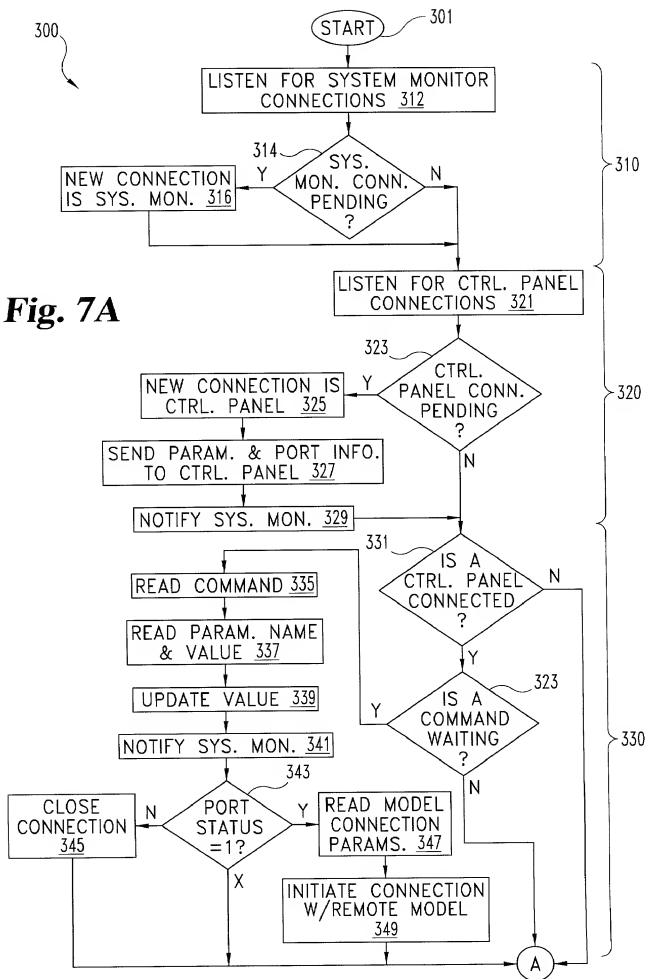 300
START
301
LISTEN FOR SYSTEM MONITOR
CONNECTIONS 312
314
SYS.
MON. CONN.
PENDING
?
Y
N
NEW CONNECTION
IS SYS. MON. 316
310
Fig. 7A
LISTEN FOR CTRL. PANEL
CONNECTIONS 321
323
CTRL.
PANEL CONN.
PENDING
?
Y
N
NEW CONNECTION IS
CTRL. PANEL 325
320
SEND PARAM. & PORT INFO.
TO CTRL. PANEL 327
NOTIFY SYS. MON. 329
331
IS A
CTRL. PANEL
CONNECTED
?
N
Y
READ COMMAND 335
READ PARAM. NAME
& VALUE 337
323
IS A
COMMAND
WAITING
?
Y
N
330
UPDATE VALUE 339
NOTIFY SYS. MON. 341
343
PORT
STATUS
=1?
N
Y
X
CLOSE
CONNECTION
345
READ MODEL
CONNECTION
PARAMS. 347
INITIATE CONNECTION
W/REMOTE MODEL
349
A